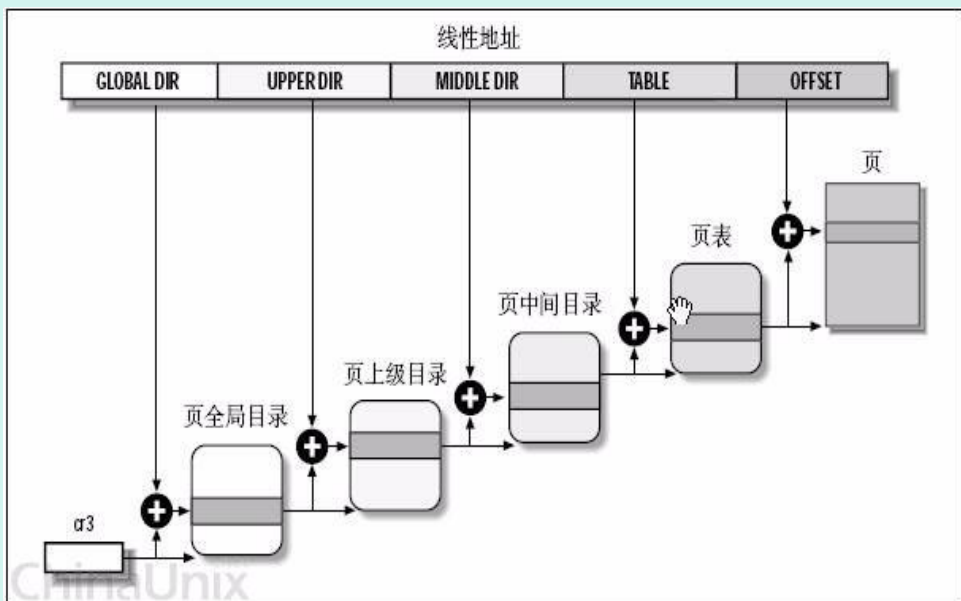 线性地址
GLOBAL DIR
UPPER DIR
MIDDLE DIR
TABLE
OFFSET
页
页表
页中间目录
页上级目录
页全局目录
cr3
ChinaUnix